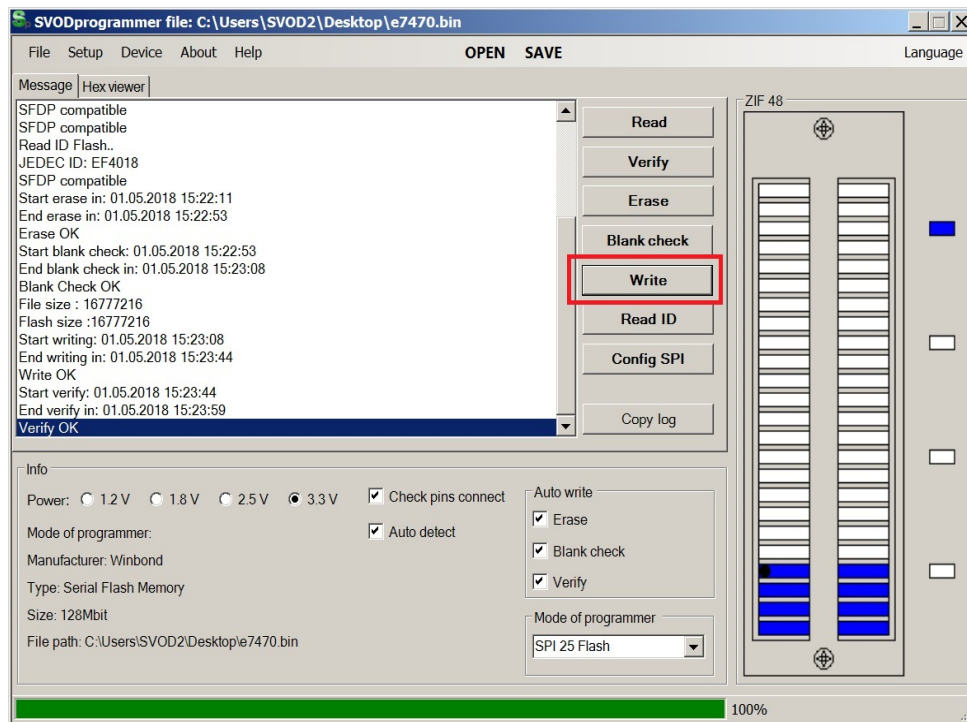 SVODprogrammer file: C:\Users\SVOD2\Desktop\e7470.bin
File Setup Device About Help OPEN SAVE Language
Message Hex viewer
SFDP compatible
SFDP compatible
Read ID Flash..
JEDEC ID: EF4018
SFDP compatible
Start erase in: 01.05.2018 15:22:11
End erase in: 01.05.2018 15:22:53
Erase OK
Start blank check: 01.05.2018 15:22:53
End blank check in: 01.05.2018 15:23:08
Blank Check OK
File size : 16777216
Flash size :16777216
Start writing: 01.05.2018 15:23:08
End writing in: 01.05.2018 15:23:44
Write OK
Start verify: 01.05.2018 15:23:44
End verify in: 01.05.2018 15:23:59
Verify OK
Read
Verify
Erase
Blank check
Write
Read ID
Config SPI
Copy log
ZIF 48
Info
Power: 1.2 V 1.8 V 2.5 V 3.3 V
Mode of programmer:
Manufacturer: Winbond
Type: Serial Flash Memory
Size: 128Mbit
File path: C:\Users\SVOD2\Desktop\e7470.bin
Check pins connect
Auto detect
Auto write
Erase
Blank check
Verify
Mode of programmer
SPI 25 Flash
100%